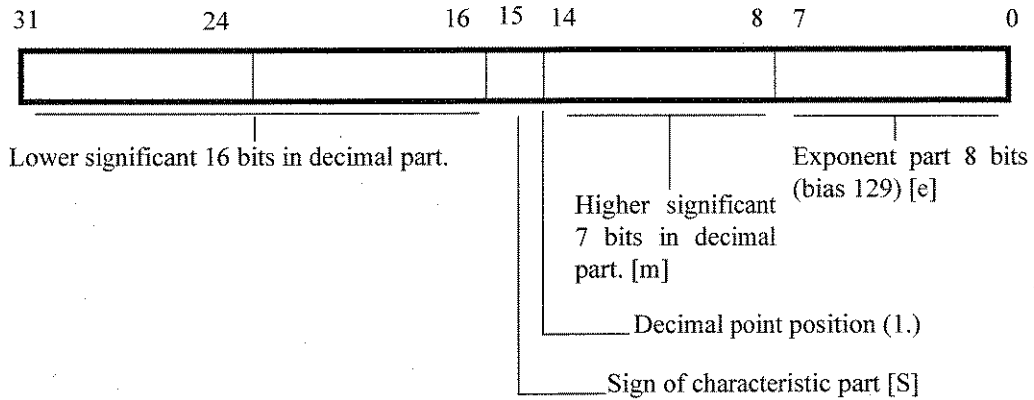 31 24 16 15 14 8 7 0
Lower significant 16 bits in decimal part.
Exponent part 8 bits
(bias 129) [e]
Higher significant
7 bits in decimal
part. [m]
Decimal point position (1.)
Sign of characteristic part [S]